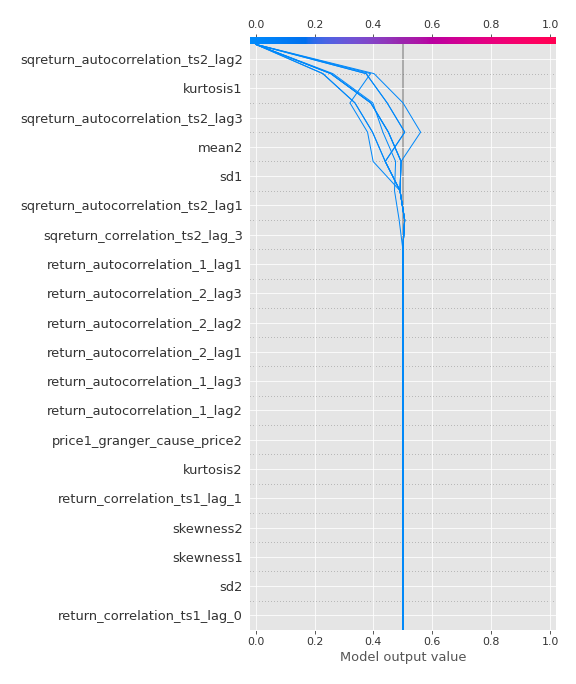 0.0 0.2 0.4 0.6 0.8 1.0
sqreturn_autocorrelation_ts2_lag2
kurtosis1
sqreturn_autocorrelation_ts2_lag3
mean2
sd1
sqreturn_autocorrelation_ts2_lag1
sqreturn_correlation_ts2_lag_3
return_autocorrelation_1_lag1
return_autocorrelation_2_lag3
return_autocorrelation_2_lag2
return_autocorrelation_2_lag1
return_autocorrelation_1_lag3
return_autocorrelation_1_lag2
price1_granger_cause_price2
kurtosis2
return_correlation_ts1_lag_1
skewness2
skewness1
sd2
return_correlation_ts1_lag_0
0.0 0.2 0.4 0.6 0.8 1.0
Model output value